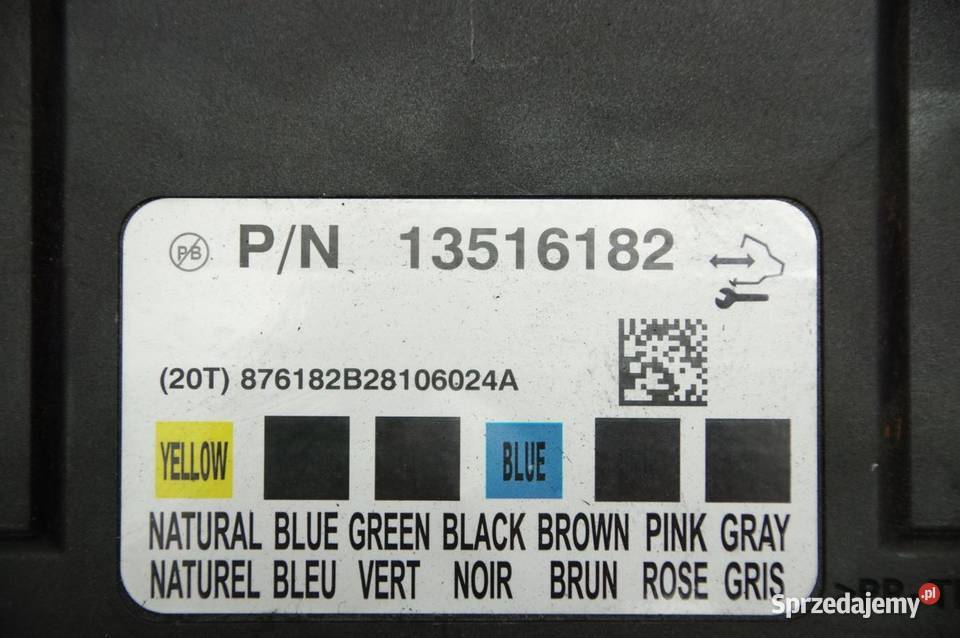 P/B P/N 13516182
(20T) 876182B28106024A
YELLOW BLUE
NATURAL BLUE GREEN BLACK BROWN PINK GRAY
NATUREL BLEU VERT NOIR BRUN ROSE GRIS
Sprzedajemy.pl